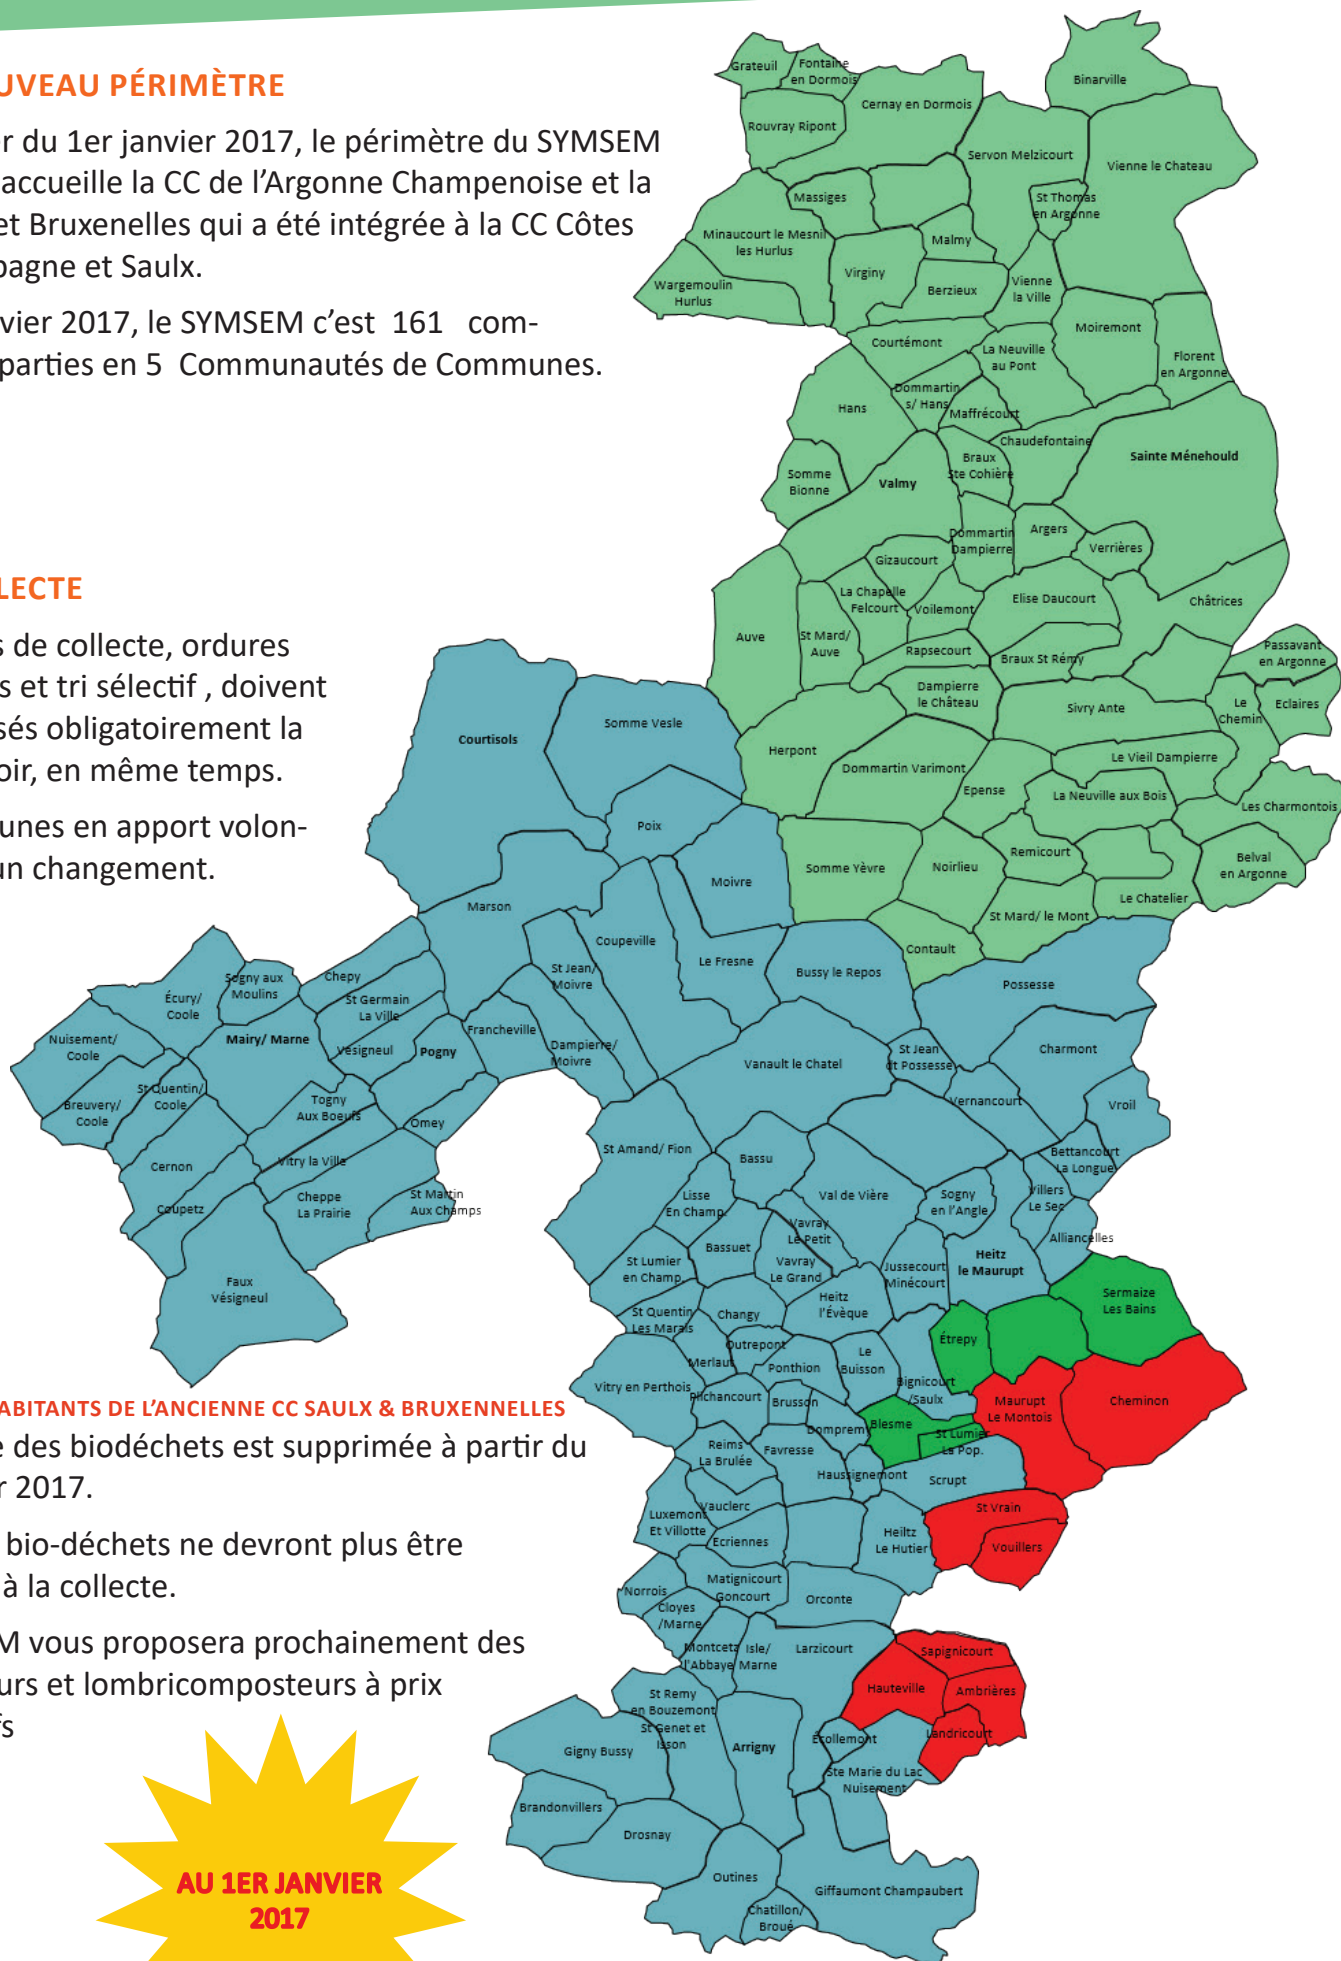 UVEAU PÉRIMÈTRE
r du 1er janvier 2017, le périmètre du SYMSEM
accueille la CC de l'Argonne Champenoise et la
et Bruxenelles qui a été intégrée à la CC Côtes
pagne et Saulx.
vier 2017, le SYMSEM c'est 161 com-
parties en 5 Communautés de Communes.
LECTE
s de collecte, ordures
s et tri sélectif , doivent
sés obligatoirement la
oir, en même temps.
unes en apport volon-
un changement.
ABITANTS DE L'ANCIENNE CC SAULX & BRUXENNELLES
e des biodéchets est supprimée à partir du
r 2017.
bio-déchets ne devront plus être
à la collecte.
M vous proposera prochainement des
urs et lombricomposteurs à prix
fs
AU 1ER JANVIER
2017
Grateuil
Fontaine
en Dormois
Binarville
Cernay en Dormois
Rouvray Ripont
Servon Melzicourt
Vienne le Chateau
Massiges
St Thomas
en Argonne
Minaucourt le Mesnil
les Hurlus
Malmy
Virginy
Wargemoulin
Hurlus
Berzieux
Vienne
la Ville
Moiremont
Courtémont
La Neuville
au Pont
Florent
en Argonne
Dommartin
s/ Hans
Hans
Maffrécourt
Chaudefontaine
Sainte Ménehould
Braux
Ste Cohière
Somme
Bionne
Valmy
Dommartin
Dampierre
Argers
Verrières
Gizaucourt
La Chapelle
Felcourt
Voilemont
Elise Daucourt
Châtrices
Auve
St Mard/
Auve
Rapsecourt
Braux St Rémy
Passavant
en Argonne
Dampierre
le Château
Sivry Ante
Le
Chemin
Eclaires
Herpont
Dommartin Varimont
Le Vieil Dampierre
Epense
La Neuville aux Bois
Les Charmontois
Somme Yèvre
Noirlieu
Remicourt
Belval
en Argonne
Le Chatelier
St Mard/ le Mont
Contault
Courtisols
Somme Vesle
Poix
Moivre
Marson
Coupeville
Le Fresne
Bussy le Repos
Possesse
Chepy
Sogny aux
Moulins
Écury/
Coole
St Jean/
Moivre
St Germain
La Ville
Nuisement/
Coole
Mairy/ Marne
Vésigneul
Pogny
Francheville
Dampierre/
Moivre
Vanault le Chatel
St Jean
dt Possesse
Charmont
St Quentin/
Coole
Breuvery/
Coole
Togny
Aux Boeufs
Omey
Vernancourt
Vroil
St Amand/ Fion
Bassu
Bettancourt
La Longue
Cernon
Vitry la Ville
Coupetz
Cheppe
La Prairie
St Martin
Aux Champs
Lisse
En Champ.
Val de Vière
Sogny
en l'Angle
Villers
Le Sec
Vavray
Le Petit
Alliancelles
Faux
Vésigneul
St Lumier
en Champ.
Bassuet
Vavray
Le Grand
Jussecourt
Minécourt
Heitz
le Maurupt
Sermaize
Les Bains
St Quentin
Les Marais
Changy
Heitz
l'Évèque
Étrepy
Outrepont
Merlaut
Ponthion
Le
Buisson
Bignicourt
/Saulx
Vitry en Perthois
Plichancourt
Brusson
Maurupt
Le Montois
Cheminon
Dompremy
Blesme
St Lumier
La Pop.
Reims
La Brulée
Favresse
Haussignemont
Scrupt
Luxemont
Et Villotte
Vauclerc
Ecriennes
Heiltz
Le Hutier
St Vrain
Vouillers
Norrois
Matignicourt
Goncourt
Orconte
Cloyes
/Marne
Montcetz
l'Abbaye
Isle/
Marne
Larzicourt
Sapignicourt
Hauteville
Ambrières
St Remy
en Bouzemont
St Genet et
Isson
Landricourt
Gigny Bussy
Arrigny
Écollemont
Ste Marie du Lac
Nuisement
Brandonvillers
Drosnay
Outines
Giffaumont Champaubert
Chatillon/
Broué